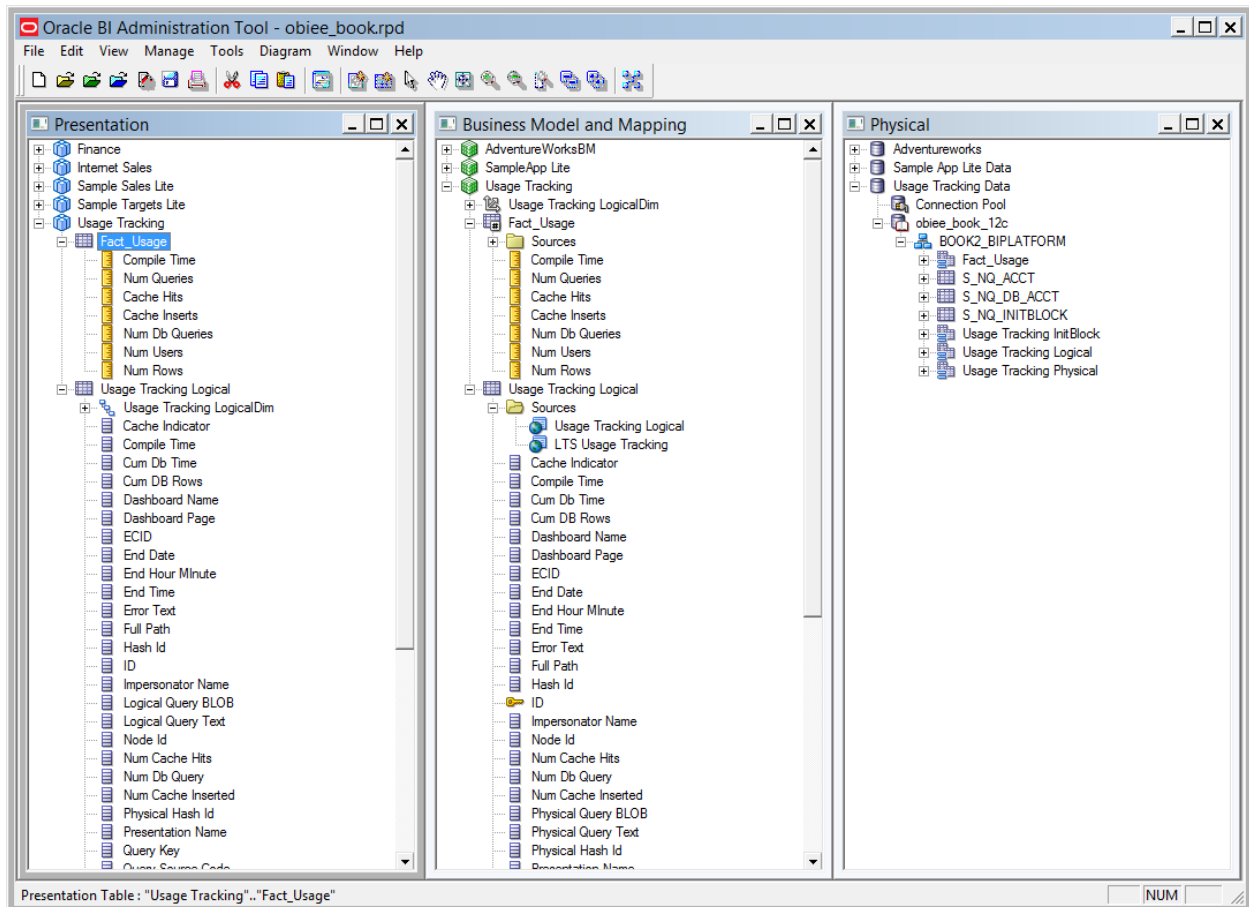 Oracle BI Administration Tool - obiee_book.rpd
File Edit View Manage Tools Diagram Window Help
Presentation
Finance
Internet Sales
Sample Sales Lite
Sample Targets Lite
Usage Tracking
Fact_Usage
Compile Time
Num Queries
Cache Hits
Cache Inserts
Num Db Queries
Num Users
Num Rows
Usage Tracking Logical
Usage Tracking LogicalDim
Cache Indicator
Compile Time
Cum Db Time
Cum DB Rows
Dashboard Name
Dashboard Page
ECID
End Date
End Hour MInute
End Time
Error Text
Full Path
Hash Id
ID
Impersonator Name
Logical Query BLOB
Logical Query Text
Node Id
Num Cache Hits
Num Db Query
Num Cache Inserted
Physical Hash Id
Presentation Name
Query Key
Query Source Code
Business Model and Mapping
AdventureWorksBM
SampleApp Lite
Usage Tracking
Usage Tracking LogicalDim
Fact_Usage
Sources
Compile Time
Num Queries
Cache Hits
Cache Inserts
Num Db Queries
Num Users
Num Rows
Usage Tracking Logical
Sources
Usage Tracking Logical
LTS Usage Tracking
Cache Indicator
Compile Time
Cum Db Time
Cum DB Rows
Dashboard Name
Dashboard Page
ECID
End Date
End Hour MInute
End Time
Error Text
Full Path
Hash Id
ID
Impersonator Name
Node Id
Num Cache Hits
Num Db Query
Num Cache Inserted
Physical Query BLOB
Physical Query Text
Physical Hash Id
Presentation Name
Physical
Adventureworks
Sample App Lite Data
Usage Tracking Data
Connection Pool
obiee_book_12c
BOOK2_BIPLATFORM
Fact_Usage
S_NQ_ACCT
S_NQ_DB_ACCT
S_NQ_INITBLOCK
Usage Tracking InitBlock
Usage Tracking Logical
Usage Tracking Physical
Presentation Table : "Usage Tracking".."Fact_Usage"
NUM